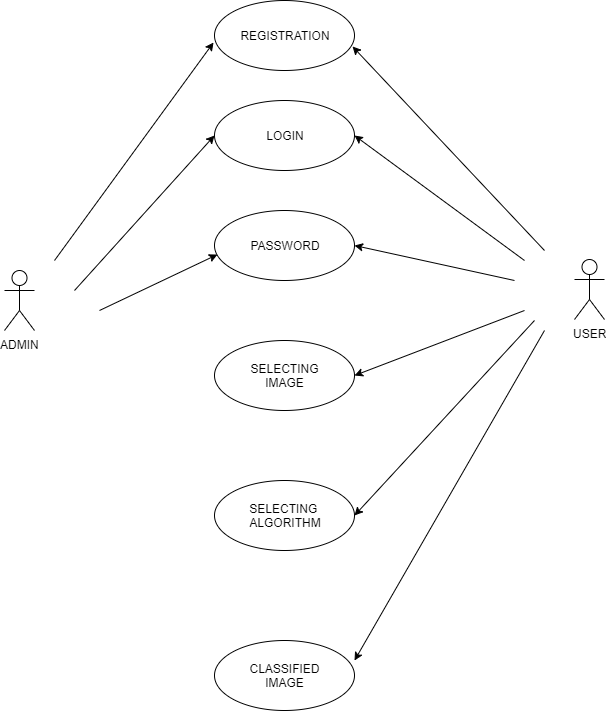 REGISTRATION
LOGIN
PASSWORD
ADMIN
USER
SELECTING
IMAGE
SELECTING
ALGORITHM
CLASSIFIED
IMAGE